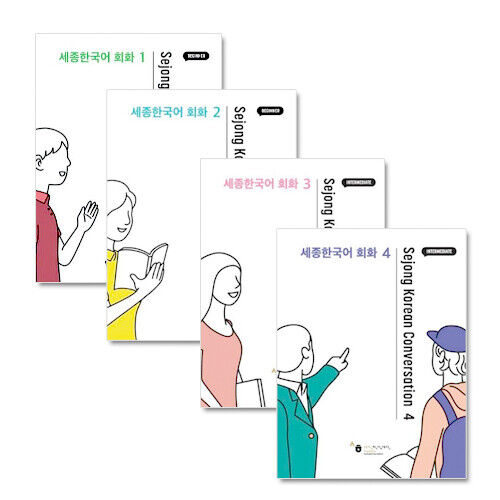 세종한국어 회화 1
BEGINNER
Sejong
세종한국어 회화 2
BEGINNER
Sejong K
세종한국어 회화 3
INTERMEDIATE
Sejong Ko
세종한국어 회화 4
INTERMEDIATE
Sejong Korean Conversation 4